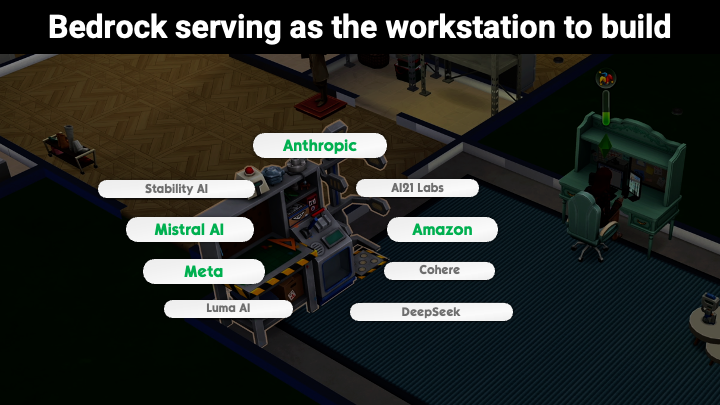 Bedrock serving as the workstation to build
Anthropic
Stability AI
AI21 Labs
Mistral AI
Amazon
Meta
Cohere
Luma AI
DeepSeek